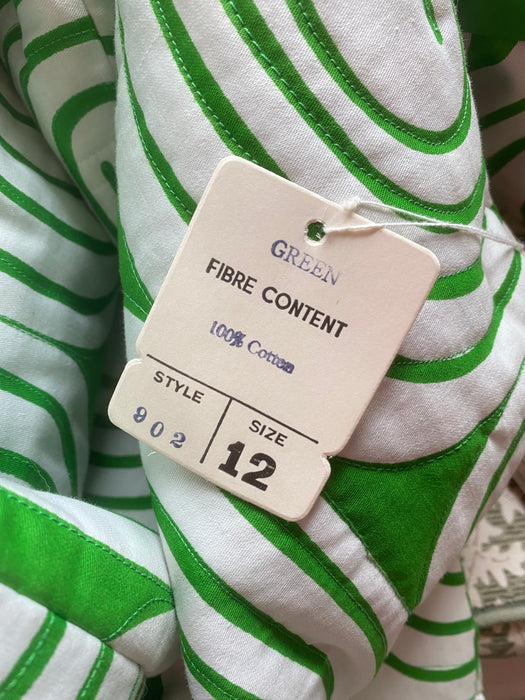 GREEN
FIBRE CONTENT
100% Cotton
STYLE
902
SIZE
12